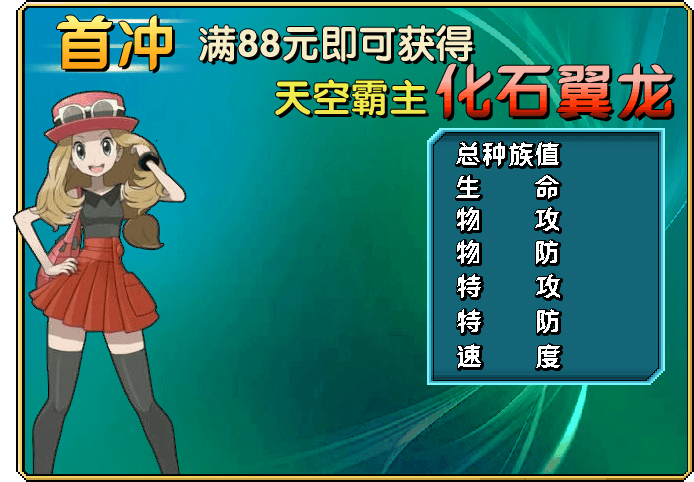 首冲 满88元即可获得
天空霸主 化石翼龙
总种族值
生命
物攻
物防
特攻
特防
速度